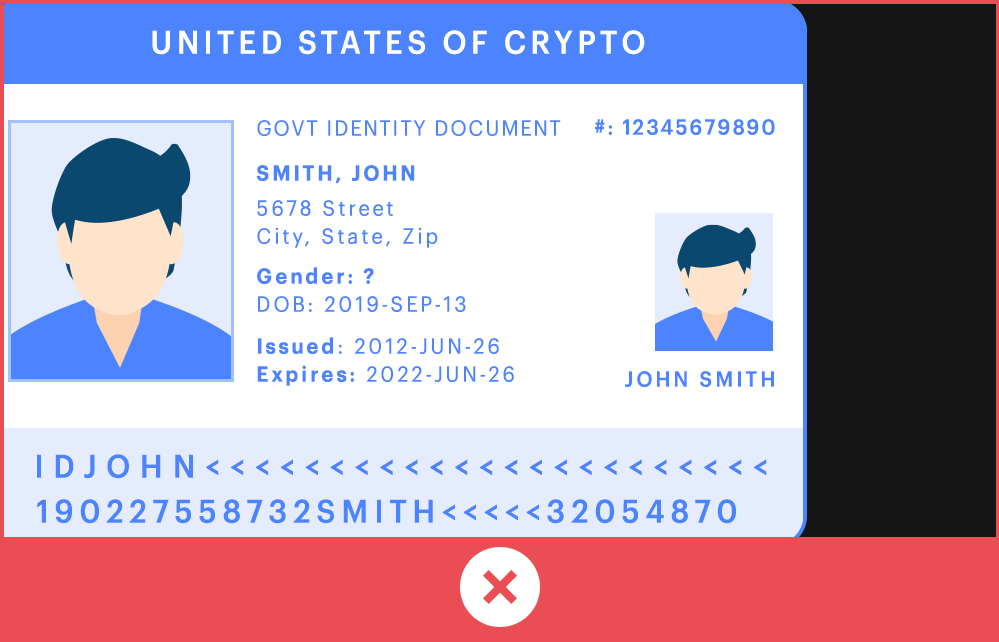 UNITED STATES OF CRYPTO
GOVT IDENTITY DOCUMENT #: 12345679890
SMITH, JOHN
5678 Street
City, State, Zip
Gender: ?
DOB: 2019-SEP-13
Issued: 2012-JUN-26
Expires: 2022-JUN-26
JOHN SMITH
IDJOHN<<<<<<<<<<<<<<<<<<<<<<<
190227558732SMITH<<<<<32054870